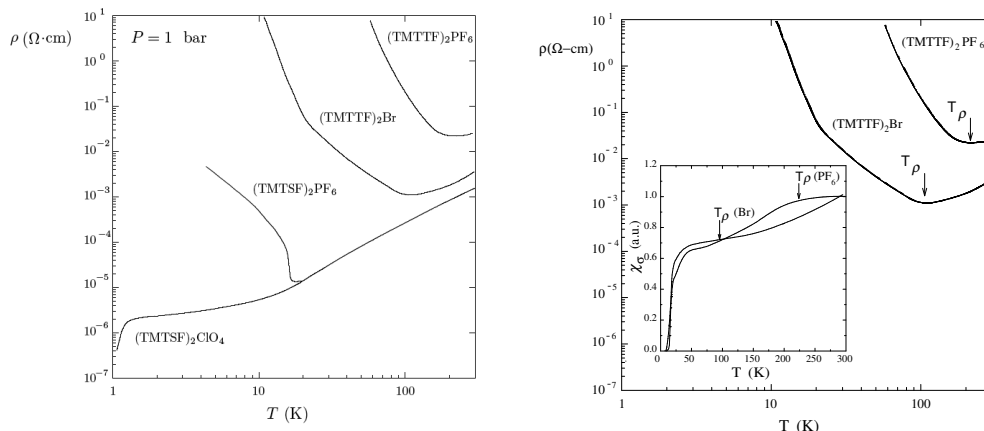 ρ (Ω·cm)
P = 1 bar
10^1
10^0
10^-1
10^-2
10^-3
10^-4
10^-5
10^-6
10^-7
(TMTTF)₂PF₆
(TMTTF)₂Br
(TMTSF)₂PF₆
(TMTSF)₂ClO₄
1
10
100
T (K)
ρ(Ω−cm)
10^1
10^0
10^-1
10^-2
10^-3
10^-4
10^-5
10^-6
10^-7
(TMTTF)₂PF₆
Tρ
(TMTTF)₂Br
Tρ
1.2
1.0
0.8
0.6
0.4
0.2
0.0
χσ (a.u.)
Tρ (PF₆)
Tρ (Br)
0
50
100
150
200
250
300
T (K)
1
10
100
T (K)